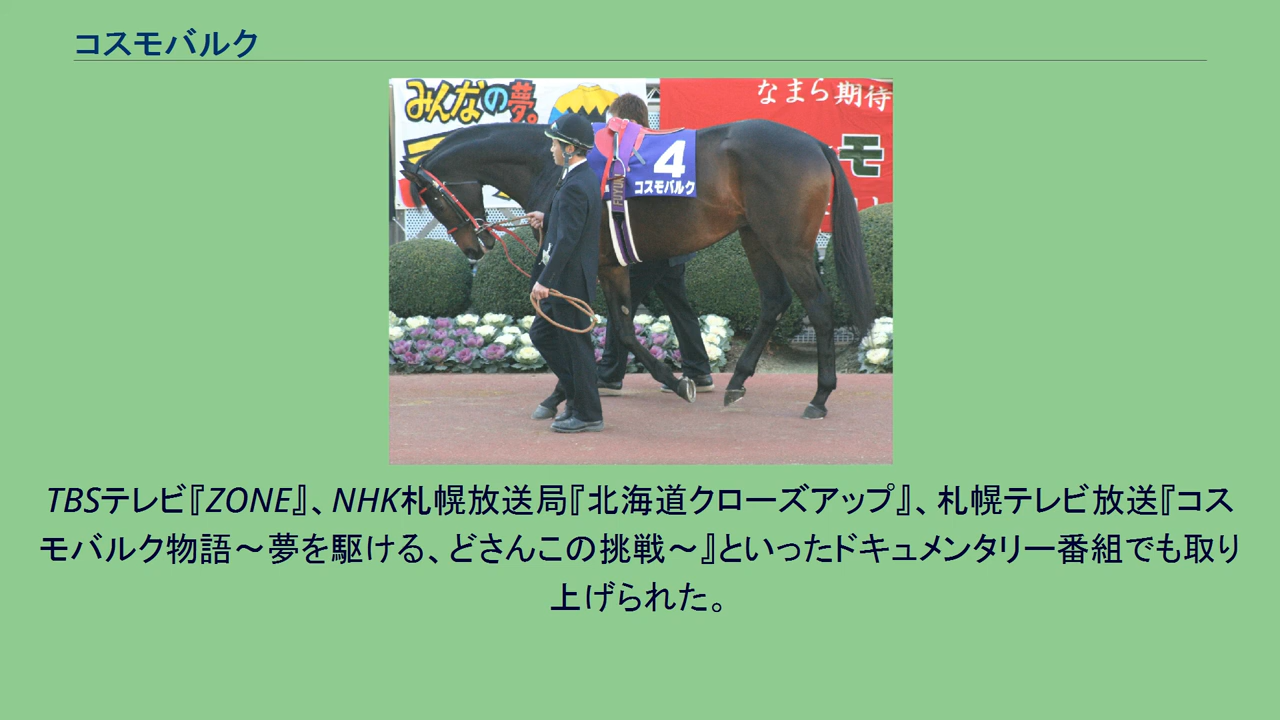 コスモバルク
みんなの夢。
なまら期待
モ
4
コスモバルク
TBSテレビ『ZONE』、NHK札幌放送局『北海道クローズアップ』、札幌テレビ放送『コス
モバルク物語～夢を駆ける、どさんこの挑戦～』といったドキュメンタリー番組でも取り
上げられた。